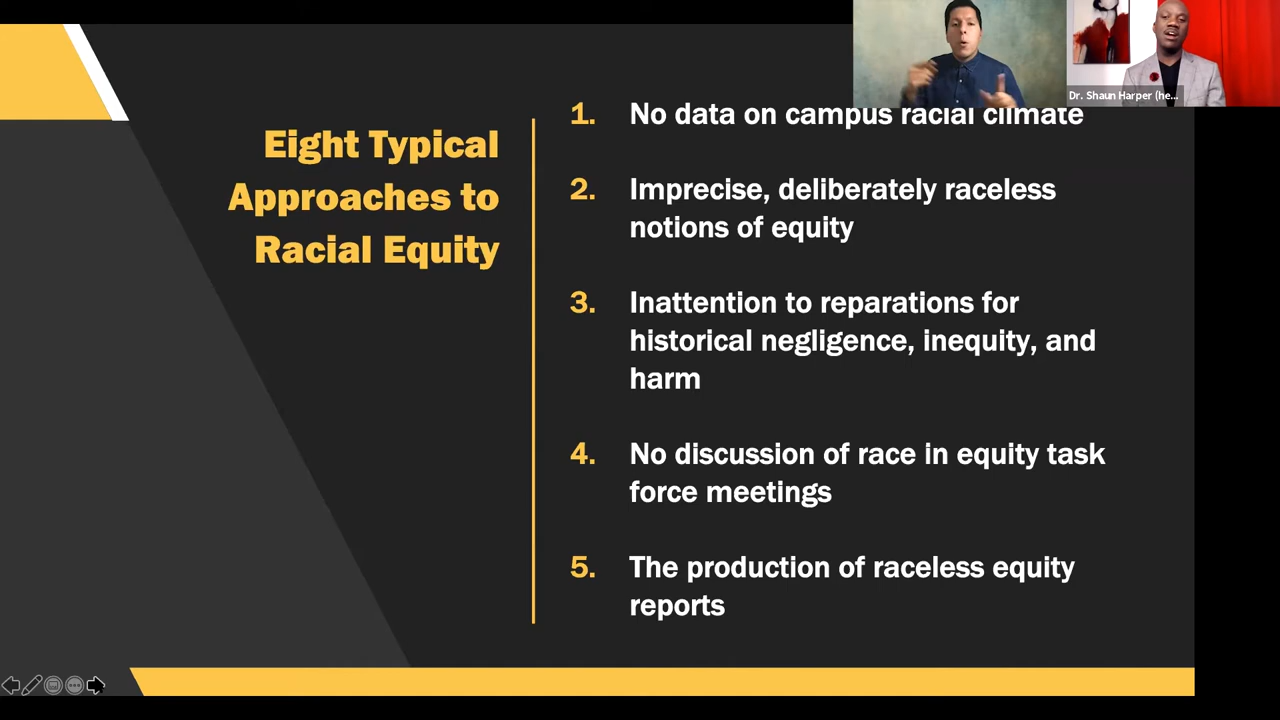 Dr. Shaun Harper (he...
Eight Typical
Approaches to
Racial Equity
1. No data on campus racial climate
2. Imprecise, deliberately raceless
notions of equity
3. Inattention to reparations for
historical negligence, inequity, and
harm
4. No discussion of race in equity task
force meetings
5. The production of raceless equity
reports